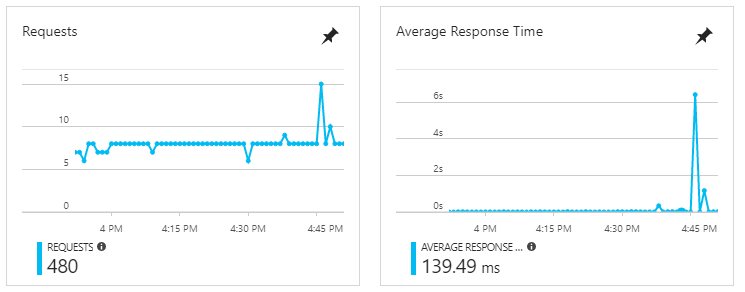 Requests
15
10
5
0
4 PM
4:15 PM
4:30 PM
4:45 PM
REQUESTS
480
Average Response Time
6s
4s
2s
0s
4 PM
4:15 PM
4:30 PM
4:45 PM
AVERAGE RESPONSE ...
139.49 ms